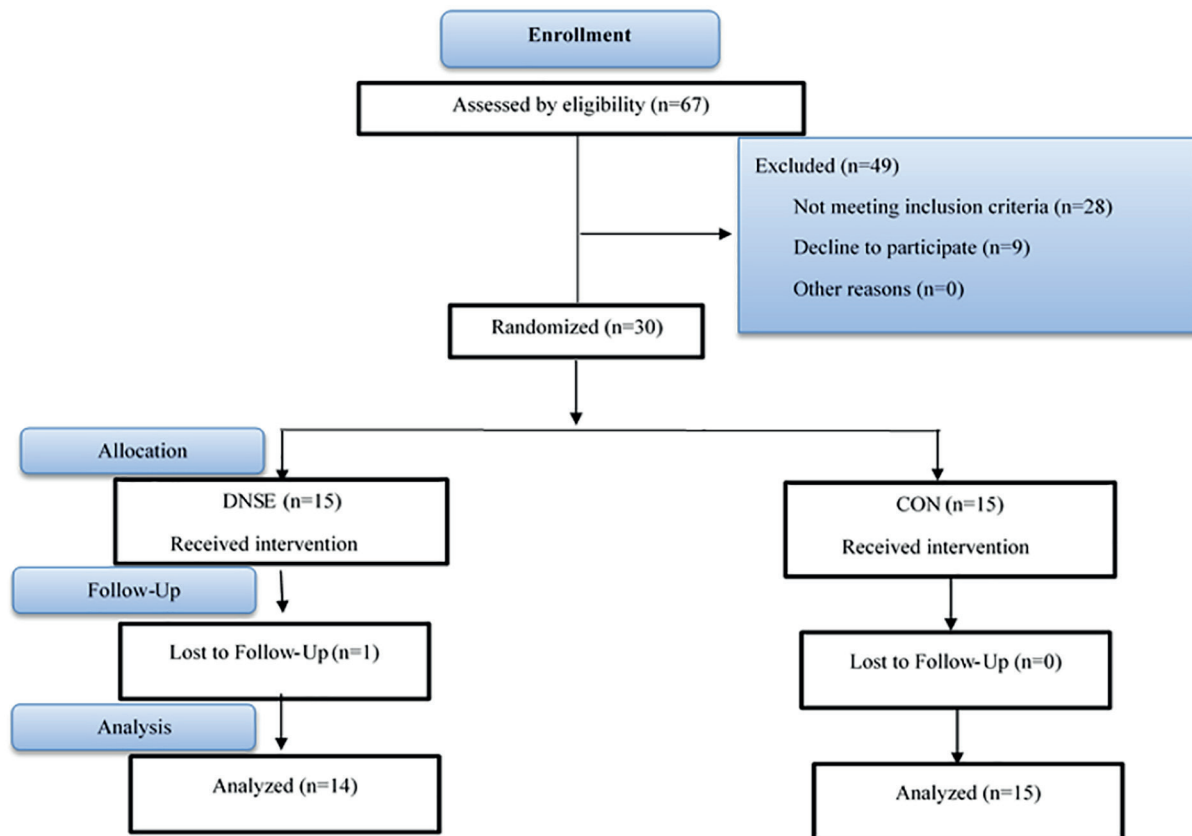 Enrollment
Assessed by eligibility (n=67)
Excluded (n=49)
Not meeting inclusion criteria (n=28)
Decline to participate (n=9)
Other reasons (n=0)
Randomized (n=30)
Allocation
DNSE (n=15)
Received intervention
CON (n=15)
Received intervention
Follow-Up
Lost to Follow-Up (n=1)
Lost to Follow-Up (n=0)
Analysis
Analyzed (n=14)
Analyzed (n=15)